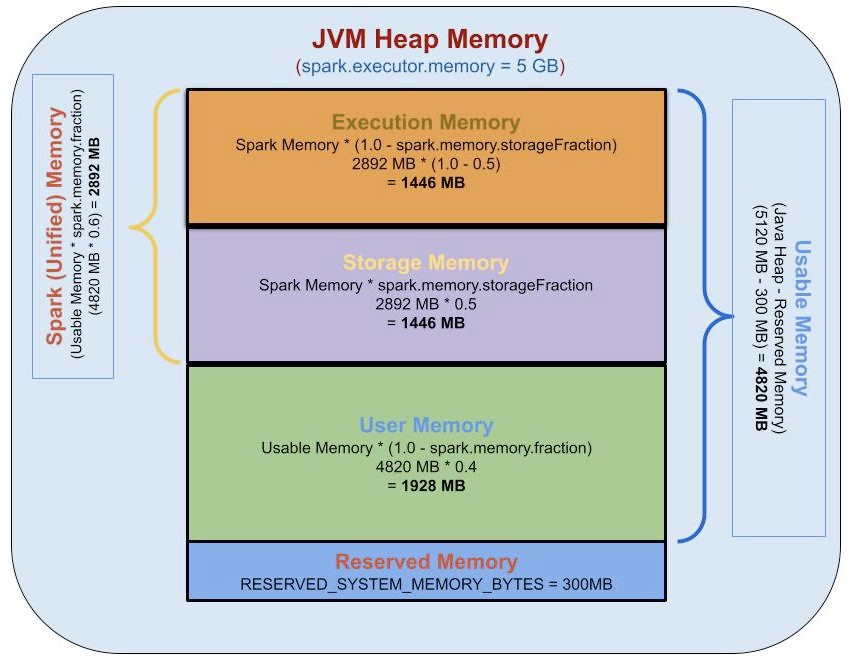 JVM Heap Memory
(spark.executor.memory = 5 GB)
Spark (Unified) Memory
(Usable Memory * spark.memory.fraction)
(4820 MB * 0.6) = 2892 MB
Execution Memory
Spark Memory * (1.0 - spark.memory.storageFraction)
2892 MB * (1.0 - 0.5)
= 1446 MB
Storage Memory
Spark Memory * spark.memory.storageFraction
2892 MB * 0.5
= 1446 MB
User Memory
Usable Memory * (1.0 - spark.memory.fraction)
4820 MB * 0.4
= 1928 MB
Reserved Memory
RESERVED_SYSTEM_MEMORY_BYTES = 300MB
Usable Memory
(Java Heap - Reserved Memory)
(5120 MB - 300 MB) = 4820 MB